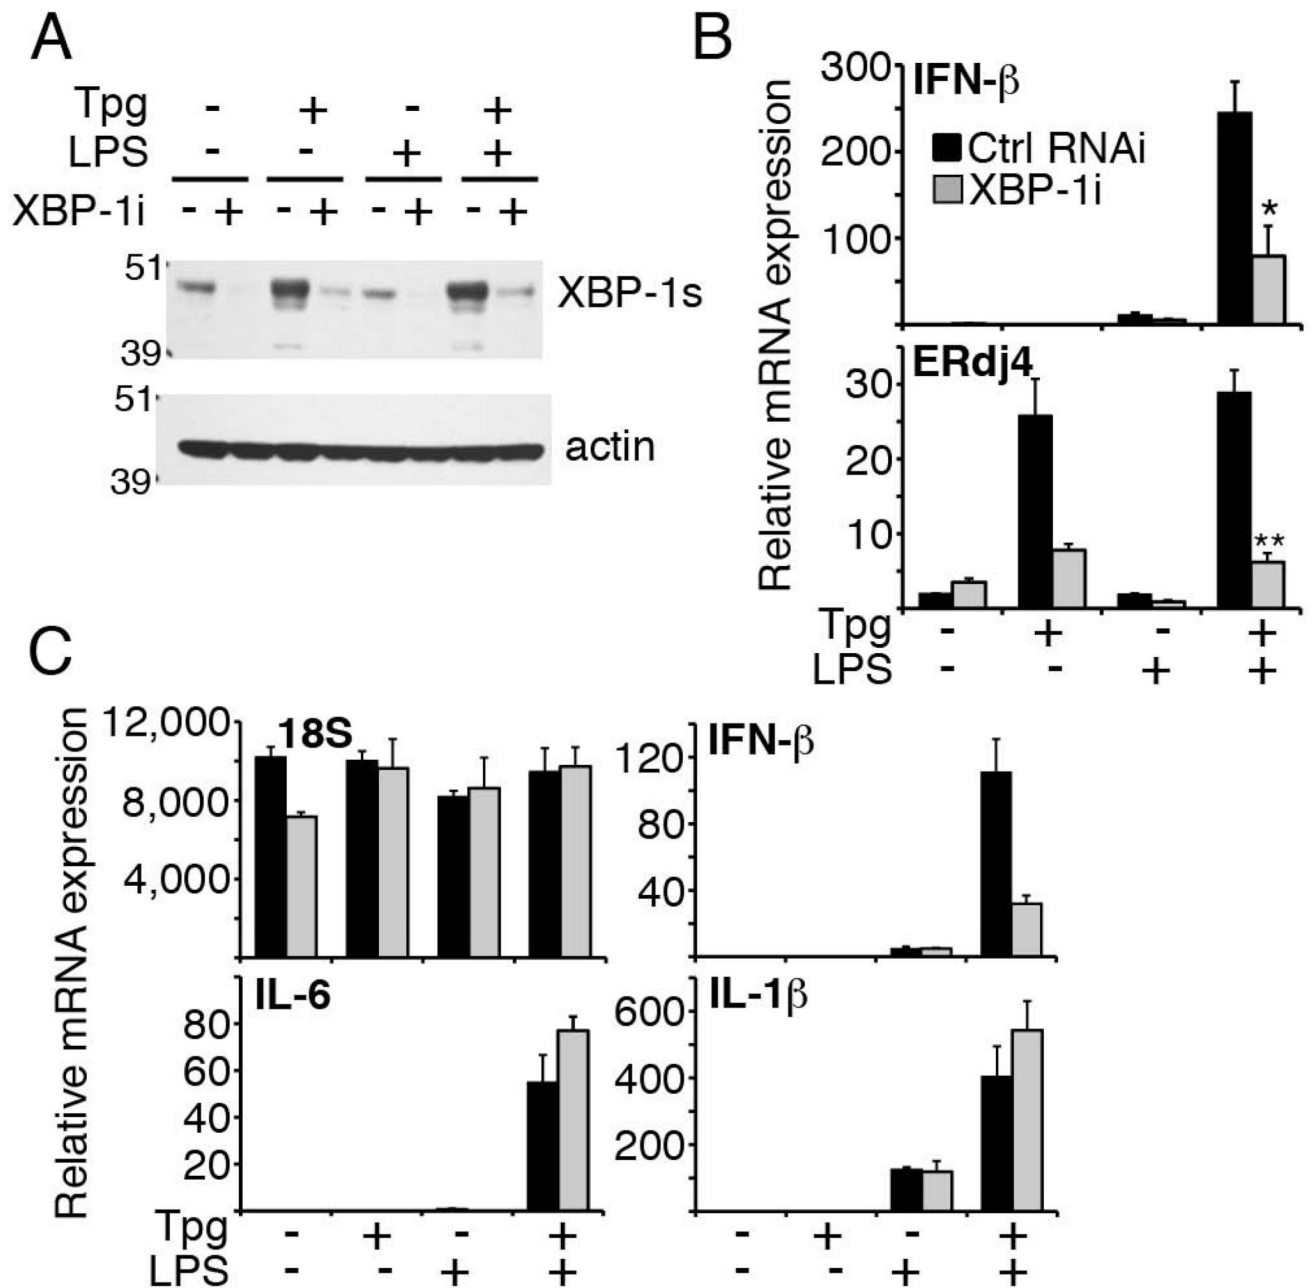 A
Tpg - + - +
LPS - - + +
XBP-1i - + - + - + - +
51
39
XBP-1s
51
39
actin
B
Relative mRNA expression
300
200
100
IFN-β
Ctrl RNAi
XBP-1i
*
30
20
10
ERdj4
**
Tpg - + - +
LPS - - + +
C
Relative mRNA expression
12,000
8,000
4,000
18S
120
80
40
IFN-β
80
60
40
20
IL-6
600
400
200
IL-1β
Tpg - + - + - + - +
LPS - - + + - - + +